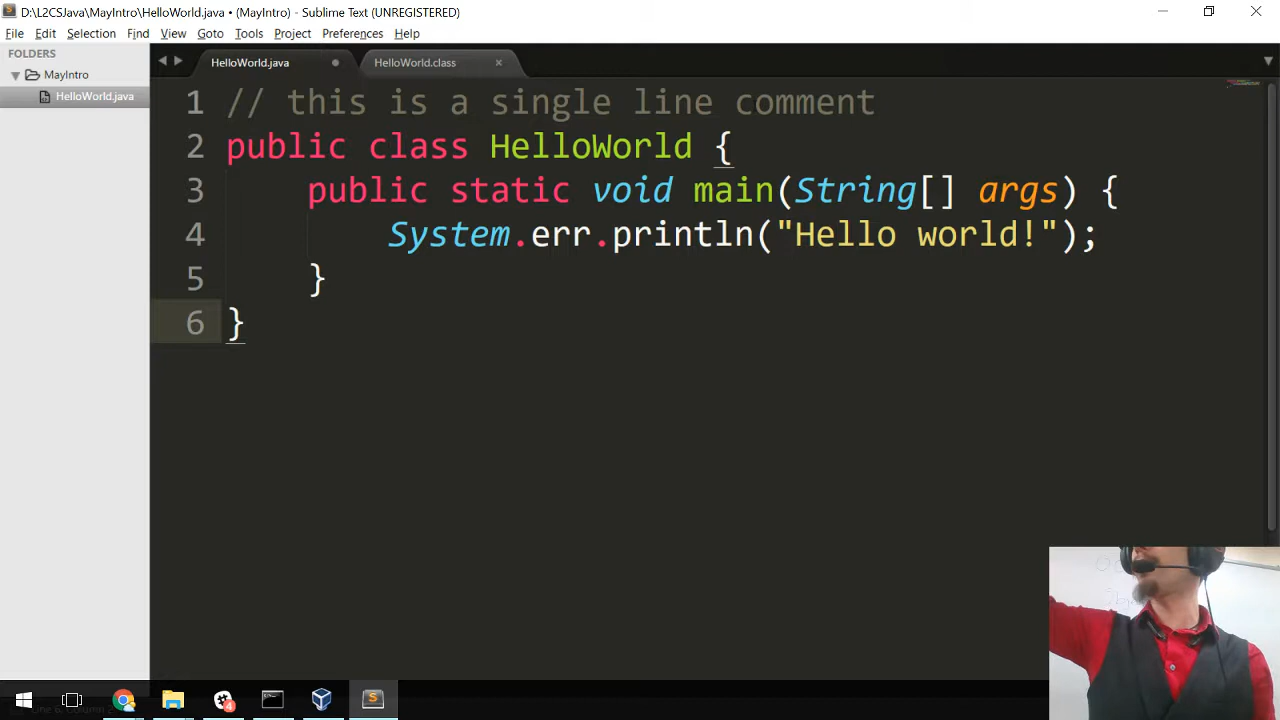 D:\L2CSJava\MayIntro\HelloWorld.java • (MayIntro) - Sublime Text (UNREGISTERED)
File Edit Selection Find View Goto Tools Project Preferences Help
FOLDERS
MayIntro
HelloWorld.java
HelloWorld.java
HelloWorld.class
1 // this is a single line comment
2 public class HelloWorld {
3 public static void main(String[] args) {
4 System.err.println("Hello world!");
5 }
6 }
4